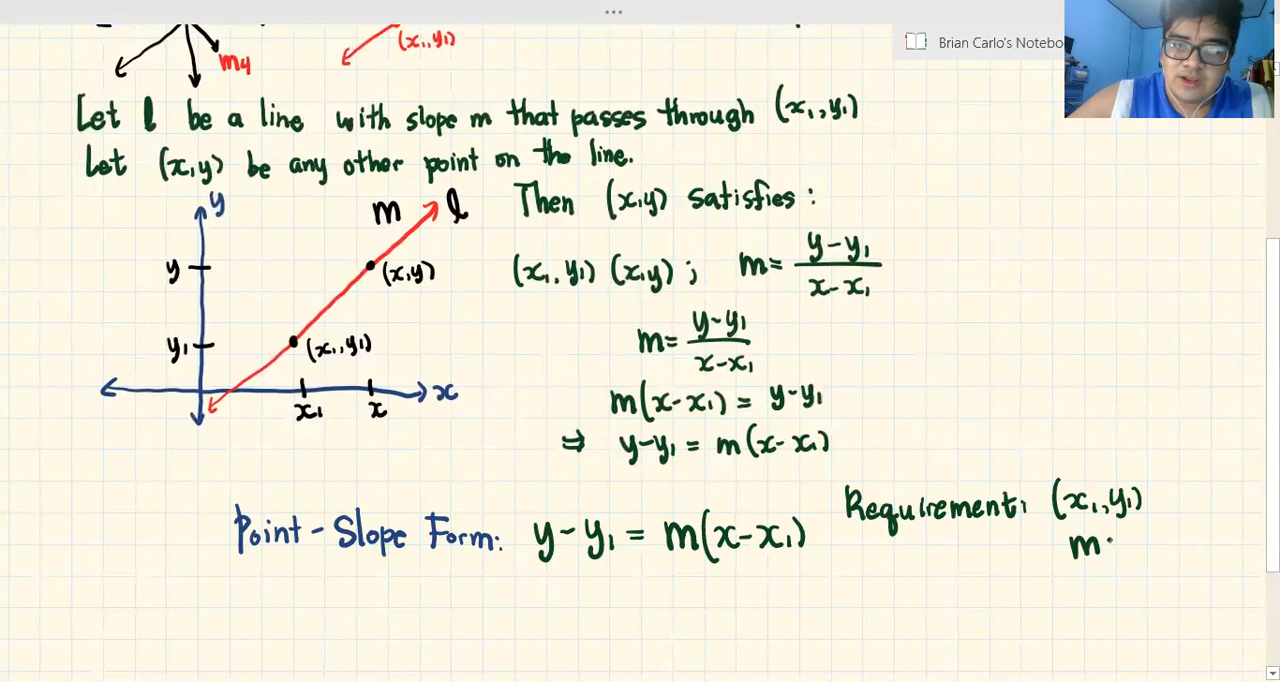 m4
(x1, y1)
Brian Carlo's Notebo
Let l be a line with slope m that passes through (x1, y1)
Let (x, y) be any other point on the line.
y
m
l
Then (x, y) satisfies:
y
(x, y)
(x1, y1) (x, y) ; m = y-y1 / x-x1
m = y-y1 / x-x1
y1
(x1, y1)
x
x1
x
m(x-x1) = y-y1
⇒ y-y1 = m(x-x1)
Point-Slope Form: y-y1 = m(x-x1)
Requirement: (x1, y1)
m